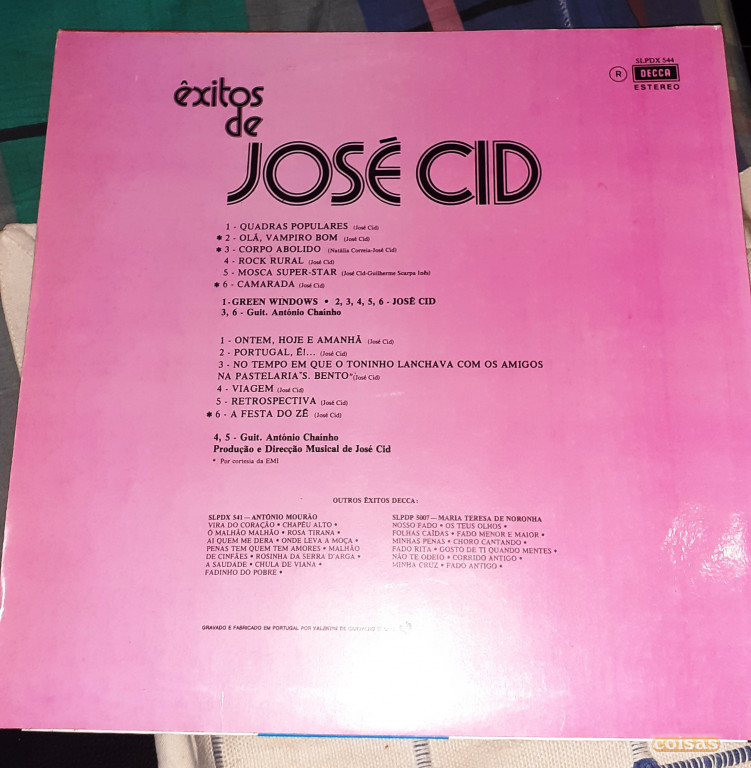 SLPDX 544
R DECCA
ESTEREO
êxitos
de
JOSÉ CID
1 - QUADRAS POPULARES (José Cid)
* 2 - OLÁ, VAMPIRO BOM (José Cid)
* 3 - CORPO ABOLIDO (Natália Correia-José Cid)
4 - ROCK RURAL (José Cid)
5 - MOSCA SUPER-STAR (José Cid-Guilherme Scarpa Inês)
* 6 - CAMARADA (José Cid)
1 - GREEN WINDOWS • 2, 3, 4, 5, 6 - JOSÉ CID
3, 6 - Guit. António Chainho
1 - ONTEM, HOJE E AMANHÃ (José Cid)
2 - PORTUGAL, É!... (José Cid)
3 - NO TEMPO EM QUE O TONINHO LANCHAVA COM OS AMIGOS
NA PASTELARIA "S. BENTO" (José Cid)
4 - VIAGEM (José Cid)
5 - RETROSPECTIVA (José Cid)
* 6 - A FESTA DO ZÉ (José Cid)
4, 5 - Guit. António Chainho
Produção e Direcção Musical de José Cid
* Por cortesia da EMI
OUTROS ÊXITOS DECCA:
SLPDX 541 — ANTÓNIO MOURÃO
VIRA DO CORAÇÃO • CHAPÉU ALTO •
Ó MALHÃO MALHÃO • ROSA TIRANA •
AI QUEM ME DERA • ONDE LEVA A MOÇA •
PENAS TEM QUEM TEM AMORES • MALHÃO
DE CINFÃES • ROSINHA DA SERRA D'ARGA •
A SAUDADE • CHULA DE VIANA •
FADINHO DO POBRE •
SLPDP 5007 — MARIA TERESA DE NORONHA
NOSSO FADO • OS TEUS OLHOS •
FOLHAS CAÍDAS • FADO MENOR E MAIOR •
MINHAS PENAS • CHORO CANTANDO •
FADO RITA • GOSTO DE TI QUANDO MENTES •
NÃO TE ODEIO • CORRIDO ANTIGO •
MINHA CRUZ • FADO ANTIGO •
GRAVADO E FABRICADO EM PORTUGAL POR VALENTIM DE CARVALHO
coisas